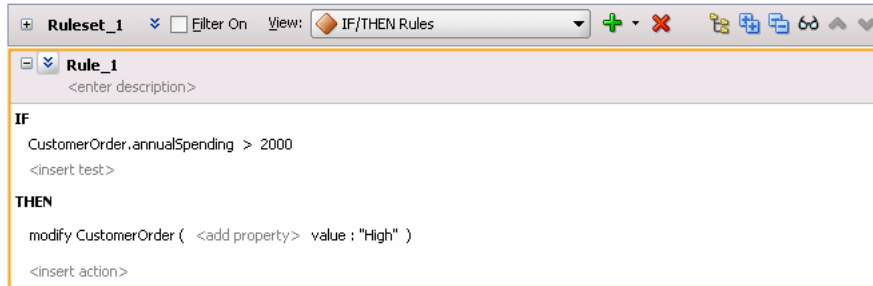 Ruleset_1 Filter On View: IF/THEN Rules
Rule_1
<enter description>
IF
CustomerOrder.annualSpending > 2000
<insert test>
THEN
modify CustomerOrder ( <add property> value : "High" )
<insert action>